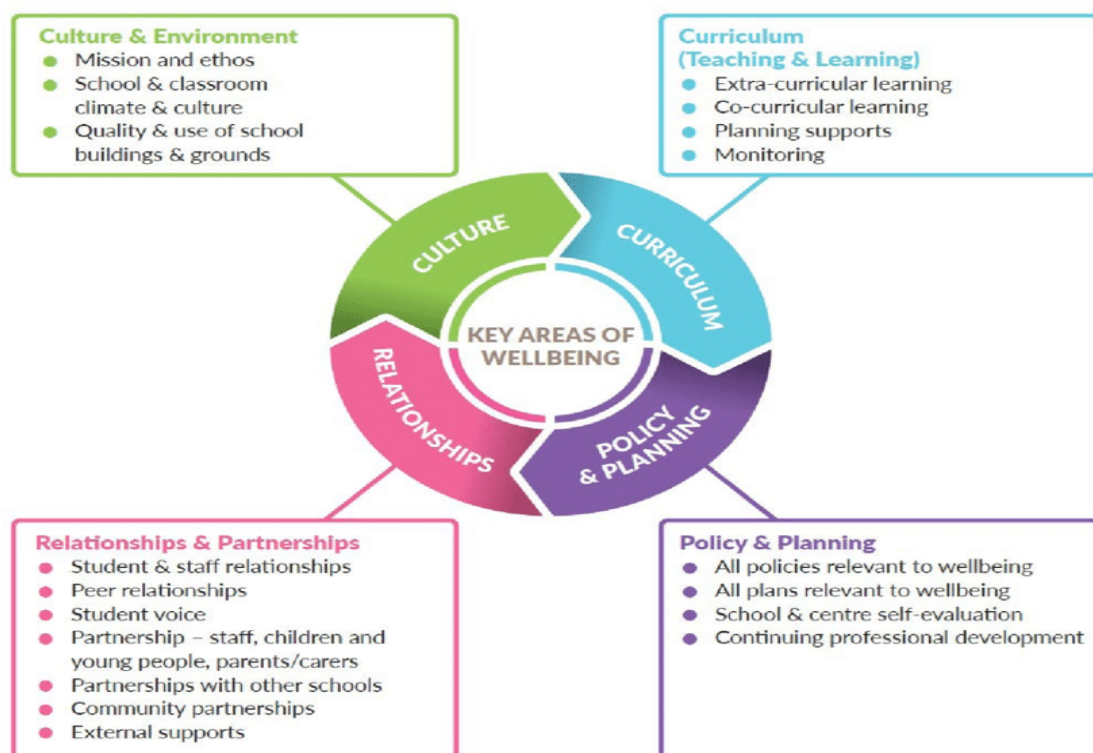 Culture & Environment
● Mission and ethos
● School & classroom
climate & culture
● Quality & use of school
buildings & grounds
Curriculum
(Teaching & Learning)
● Extra-curricular learning
● Co-curricular learning
● Planning supports
● Monitoring
CULTURE
CURRICULUM
KEY AREAS OF
WELLBEING
RELATIONSHIPS
POLICY
& PLANNING
Relationships & Partnerships
● Student & staff relationships
● Peer relationships
● Student voice
● Partnership – staff, children and
young people, parents/carers
● Partnerships with other schools
● Community partnerships
● External supports
Policy & Planning
● All policies relevant to wellbeing
● All plans relevant to wellbeing
● School & centre self-evaluation
● Continuing professional development